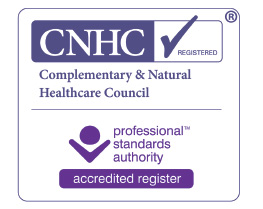 ®
CNHC
REGISTERED
Complementary & Natural
Healthcare Council
professional™
standards
authority
accredited register